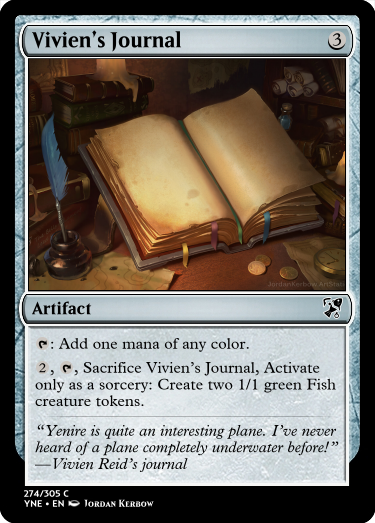 Vivien's Journal 3
JordanKerbow ArtStation
Artifact
: Add one mana of any color.
2, , Sacrifice Vivien's Journal, Activate
only as a sorcery: Create two 1/1 green Fish
creature tokens.
“Yenire is quite an interesting plane. I've never
heard of a plane completely underwater before!”
—Vivien Reid's journal
274/305 C
YNE • EN Jordan Kerbow